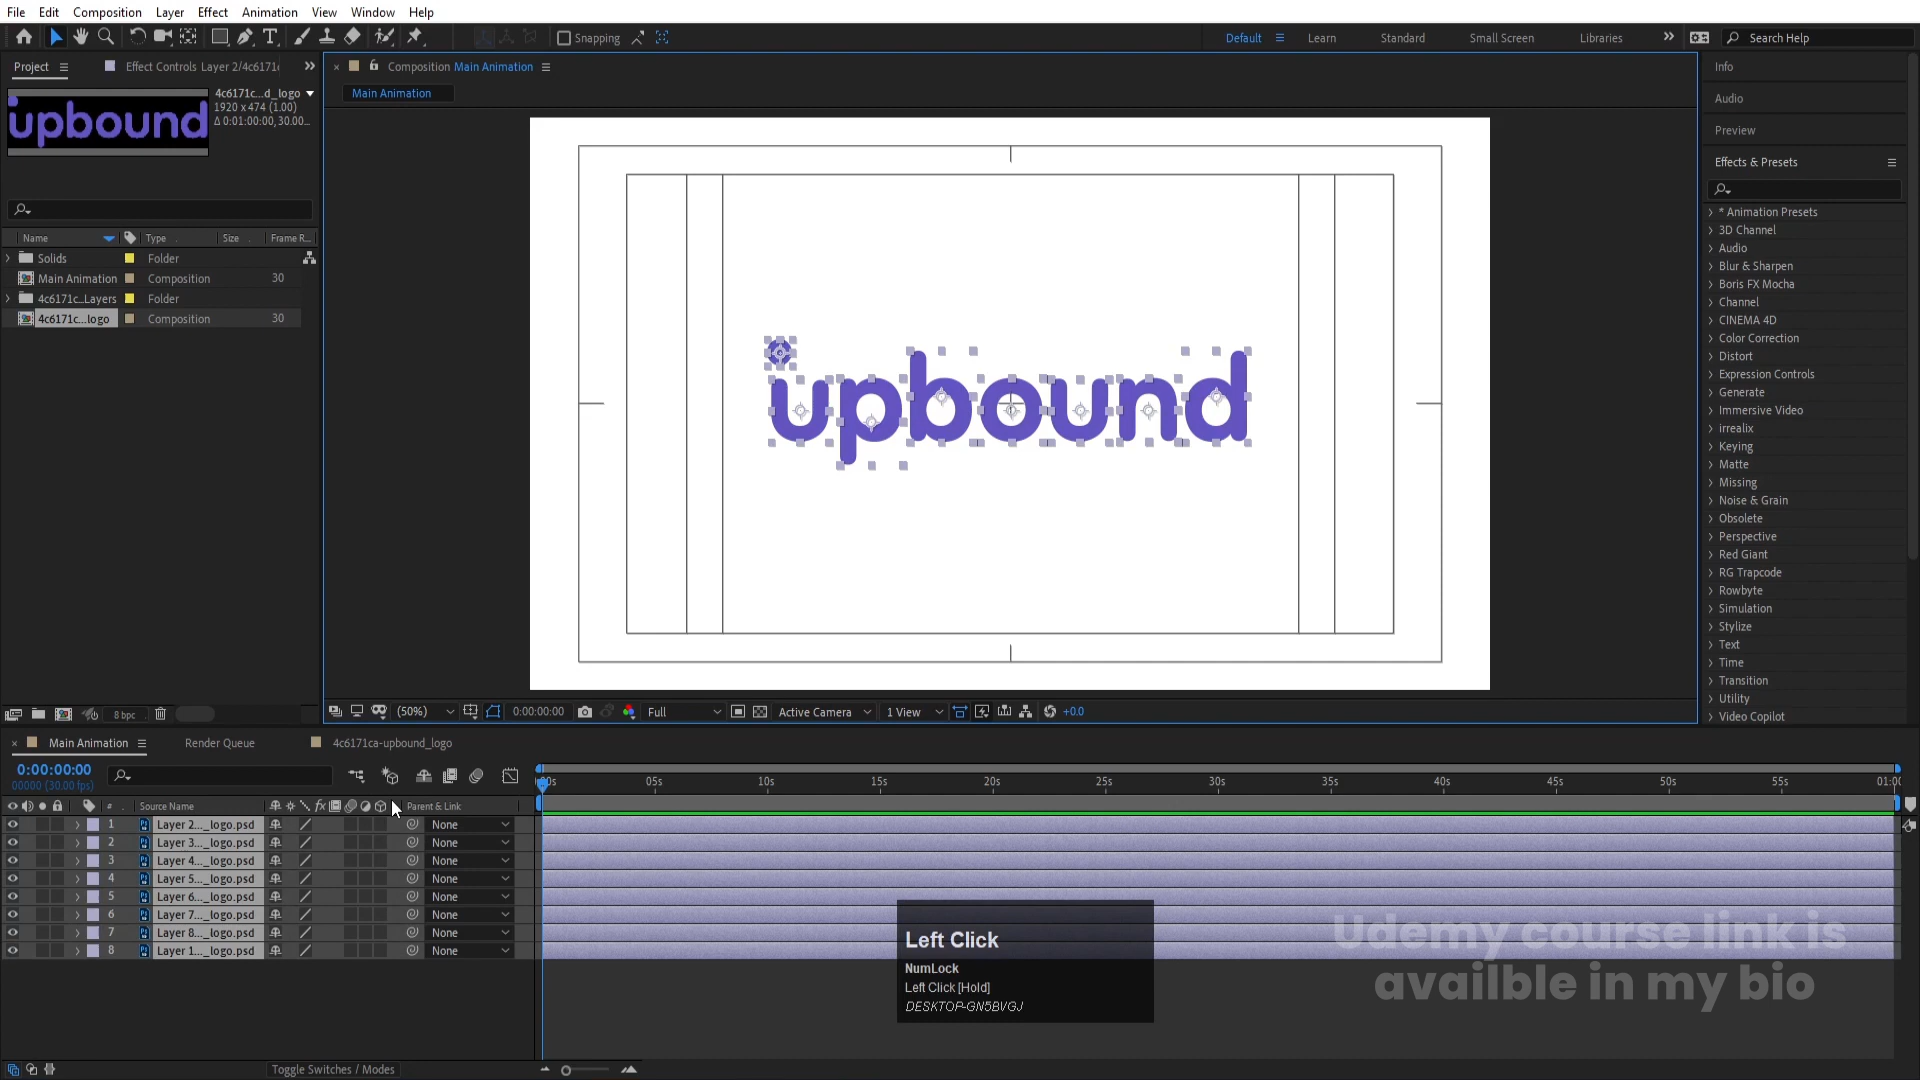 File Edit Composition Layer Effect Animation View Window Help
Snapping Default Learn Standard Small Screen Libraries Search Help
Project Effect Controls Layer 2/4c6171
4c6171c...d_logo
1920 x 474 (1.00)
Δ 0:01:00:00, 30.00...
upbound
Name Type Size Frame R...
Solids Folder
Main Animation Composition 30
4c6171c...Layers Folder
4c6171c...logo Composition 30
8 bpc
Composition Main Animation
Main Animation
upbound
(50%) 0:00:00:00 Full Active Camera 1 View +0.0
Info
Audio
Preview
Effects & Presets
* Animation Presets
3D Channel
Audio
Blur & Sharpen
Boris FX Mocha
Channel
CINEMA 4D
Color Correction
Distort
Expression Controls
Generate
Immersive Video
irrealix
Keying
Matte
Missing
Noise & Grain
Obsolete
Perspective
Red Giant
RG Trapcode
Rowbyte
Simulation
Stylize
Text
Time
Transition
Utility
Video Copilot
Main Animation Render Queue 4c6171ca-upbound_logo
0:00:00:00
00000 (30.00 fps)
:00s 05s 10s 15s 20s 25s 30s 35s 40s 45s 50s 55s 01:00
# Source Name fx Parent & Link
1 Layer 2..._logo.psd None
2 Layer 3..._logo.psd None
3 Layer 4..._logo.psd None
4 Layer 5..._logo.psd None
5 Layer 6..._logo.psd None
6 Layer 7..._logo.psd None
7 Layer 8..._logo.psd None
8 Layer 1..._logo.psd None
Left Click
NumLock
Left Click [Hold]
DESKTOP-GN5BVGJ
Udemy course link is
availble in my bio
Toggle Switches / Modes